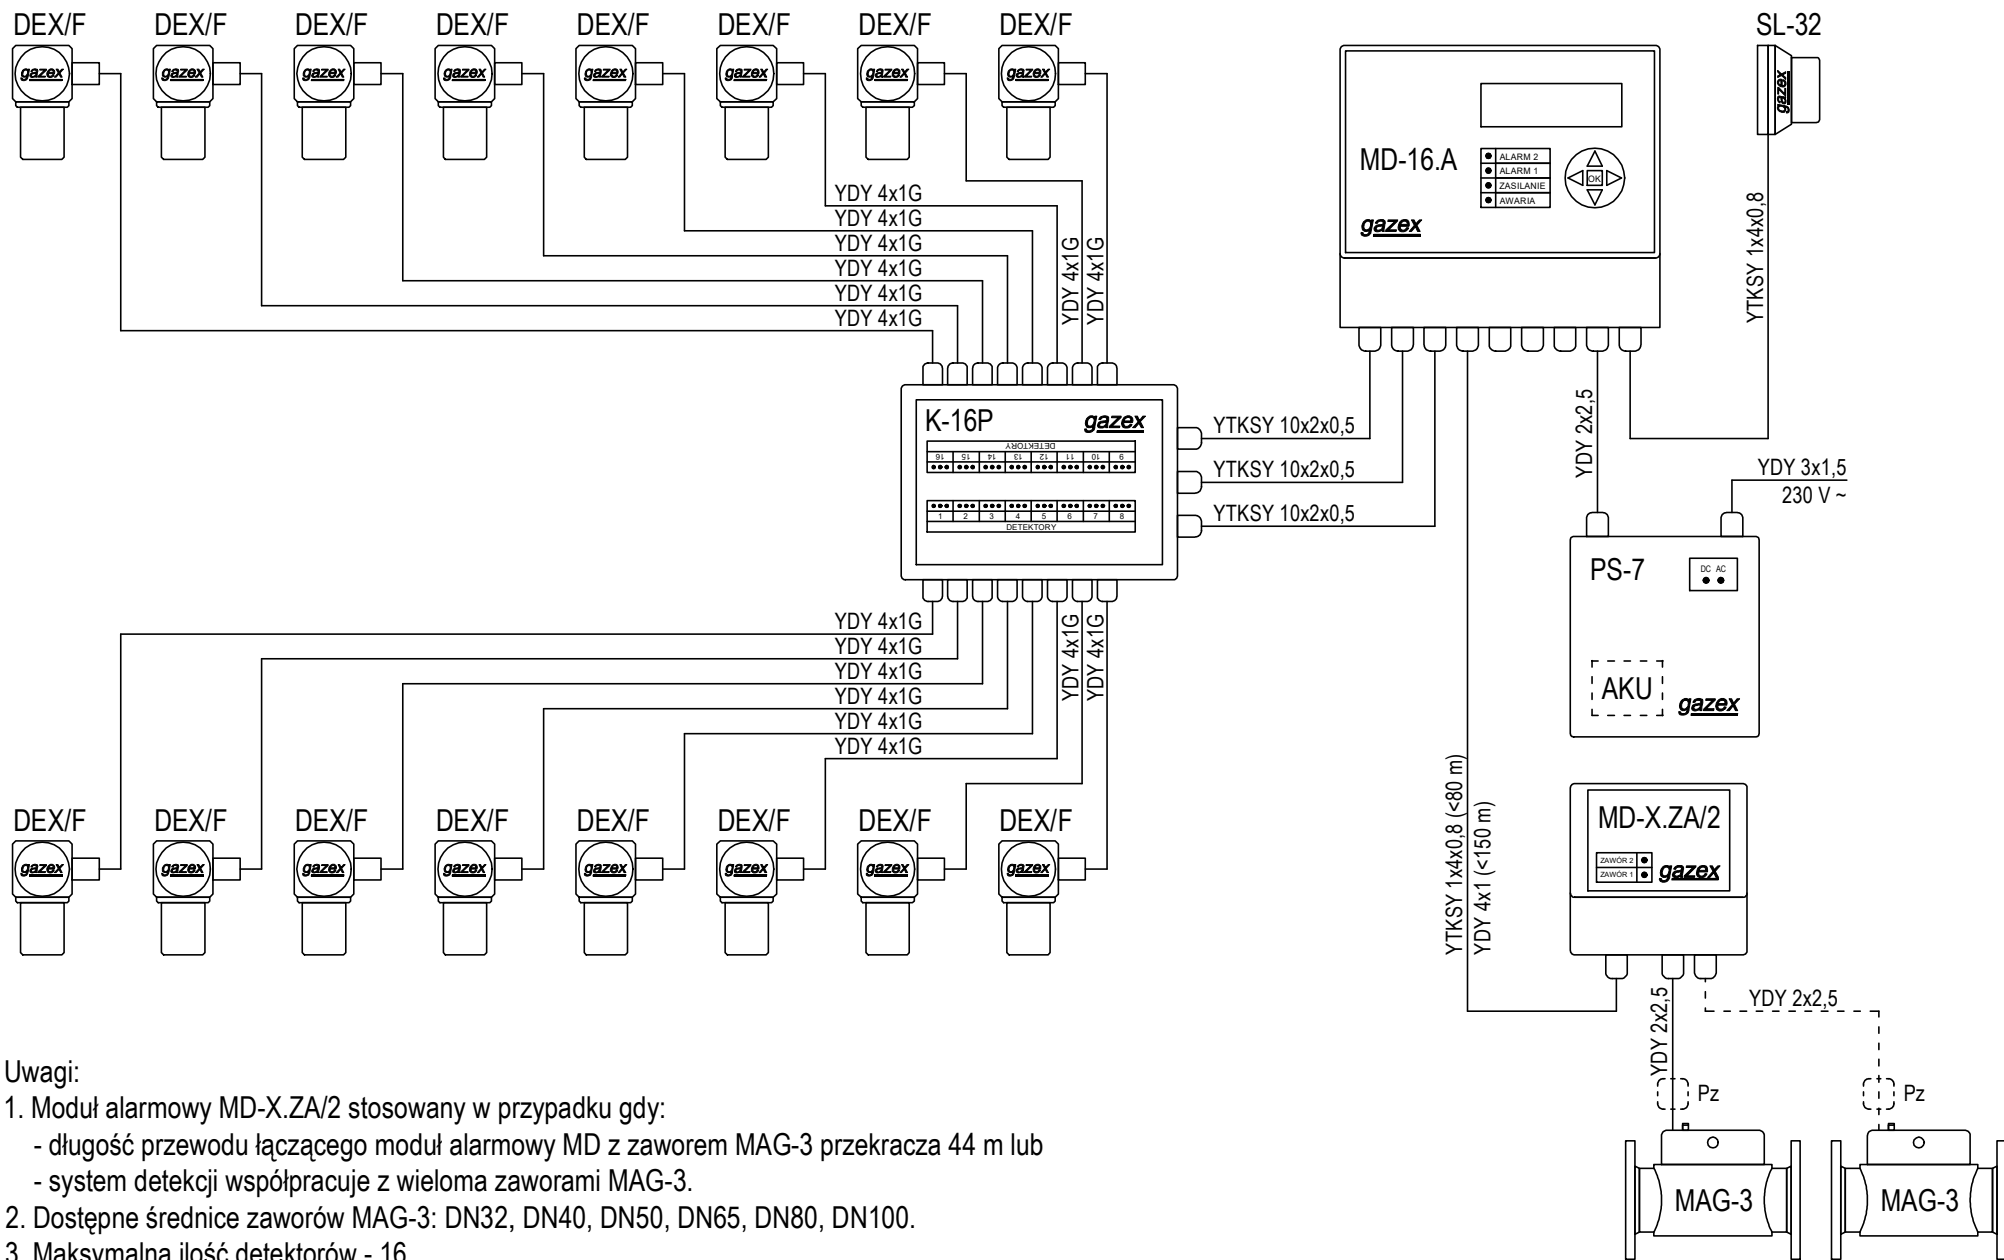 DEX/F DEX/F DEX/F DEX/F DEX/F DEX/F DEX/F DEX/F
gazex gazex gazex gazex gazex gazex gazex gazex
YDY 4x1G
YDY 4x1G
YDY 4x1G
YDY 4x1G
YDY 4x1G
YDY 4x1G
YDY 4x1G
YDY 4x1G
K-16P gazex
DETEKTORY
16 15 14 13 12 11 10 9
1 2 3 4 5 6 7 8
DETEKTORY
YTKSY 10x2x0,5
YTKSY 10x2x0,5
YTKSY 10x2x0,5
YDY 4x1G
YDY 4x1G
YDY 4x1G
YDY 4x1G
YDY 4x1G
YDY 4x1G
YDY 4x1G
YDY 4x1G
DEX/F DEX/F DEX/F DEX/F DEX/F DEX/F DEX/F DEX/F
gazex gazex gazex gazex gazex gazex gazex gazex
MD-16.A
ALARM 2
ALARM 1
ZASILANIE
AWARIA
OK
gazex
SL-32
gazex
YTKSY 1x4x0,8
YDY 2x2,5
YDY 3x1,5
230 V ~
PS-7
DC AC
AKU
gazex
YTKSY 1x4x0,8 (<80 m)
YDY 4x1 (<150 m)
MD-X.ZA/2
ZAWÓR 2
ZAWÓR 1
gazex
YDY 2x2,5
YDY 2x2,5
Pz
Pz
MAG-3
MAG-3
Uwagi:
1. Moduł alarmowy MD-X.ZA/2 stosowany w przypadku gdy:
- długość przewodu łączącego moduł alarmowy MD z zaworem MAG-3 przekracza 44 m lub
- system detekcji współpracuje z wieloma zaworami MAG-3.
2. Dostępne średnice zaworów MAG-3: DN32, DN40, DN50, DN65, DN80, DN100.
3. Maksymalna ilość detektorów - 16